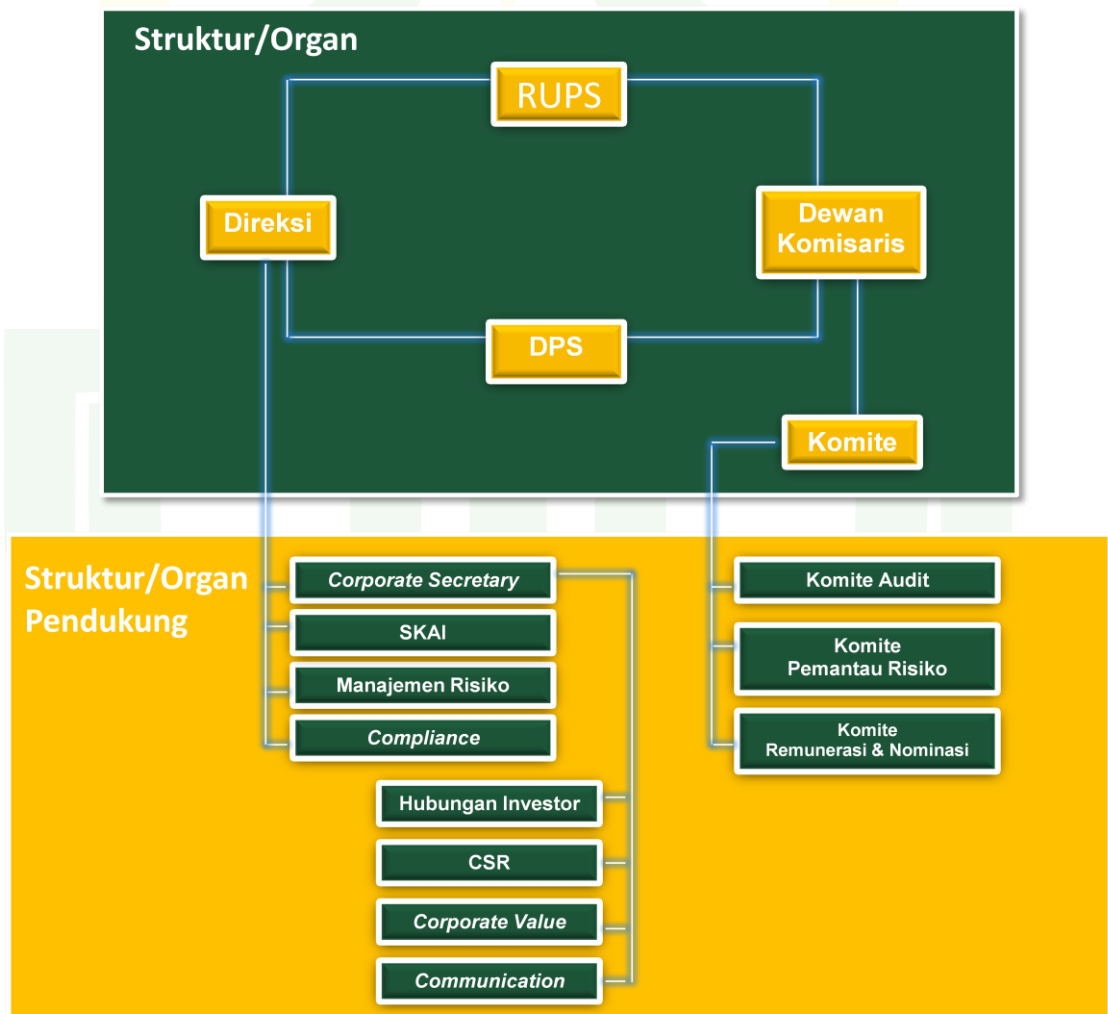 Struktur/Organ
RUPS
Direksi
Dewan
Komisaris
DPS
Komite
Struktur/Organ
Pendukung
Corporate Secretary
SKAI
Manajemen Risiko
Compliance
Hubungan Investor
CSR
Corporate Value
Communication
Komite Audit
Komite
Pemantau Risiko
Komite
Remunerasi & Nominasi